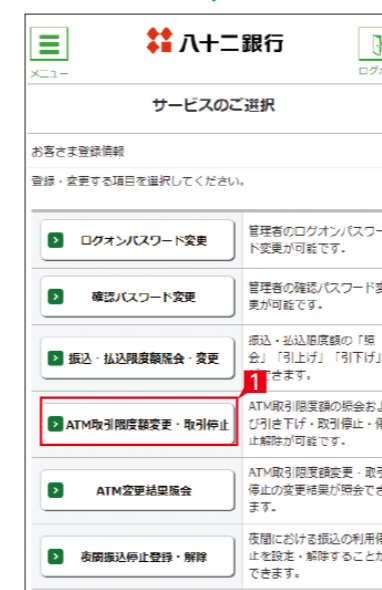 八十二銀行
メニュー
ログオ
サービスのご選択
お客さま登録情報
登録・変更する項目を選択してください。
ログオンパスワード変更
管理者のログオンパスワー
ド変更が可能です。
確認パスワード変更
管理者の確認パスワード変
更が可能です。
振込・払込限度額照会・変更
振込・払込限度額の「照
会」「引上げ」「引下げ」
できます。
1
ATM取引限度額変更・取引停止
ATM取引限度額の照会およ
び引き下げ・取引停止・停
止解除が可能です。
ATM変更結果照会
ATM取引限度額変更・取引
停止の変更結果が照会でき
ます。
夜間振込停止登録・解除
夜間における振込の利用停
止を設定・解除することが
できます。